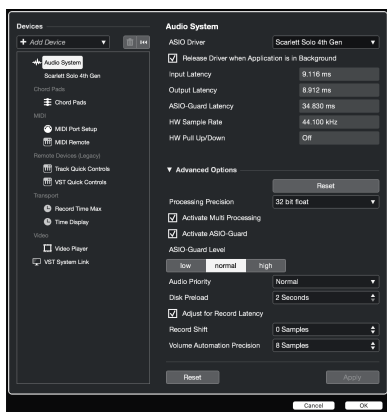 Devices
Add Device
Audio System
Scarlett Solo 4th Gen
Chord Pads
Chord Pads
MIDI
MIDI Port Setup
MIDI Remote
Remote Devices (Legacy)
Track Quick Controls
VST Quick Controls
Transport
Record Time Max
Time Display
Video
Video Player
VST System Link
Audio System
ASIO Driver Scarlett Solo 4th Gen
Release Driver when Application is in Background
Input Latency 9.116 ms
Output Latency 8.912 ms
ASIO-Guard Latency 34.830 ms
HW Sample Rate 44.100 kHz
HW Pull Up/Down Off
Advanced Options
Reset
Processing Precision 32 bit float
Activate Multi Processing
Activate ASIO-Guard
ASIO-Guard Level
low normal high
Audio Priority Normal
Disk Preload 2 Seconds
Adjust for Record Latency
Record Shift 0 Samples
Volume Automation Precision 8 Samples
Reset Apply
Cancel OK